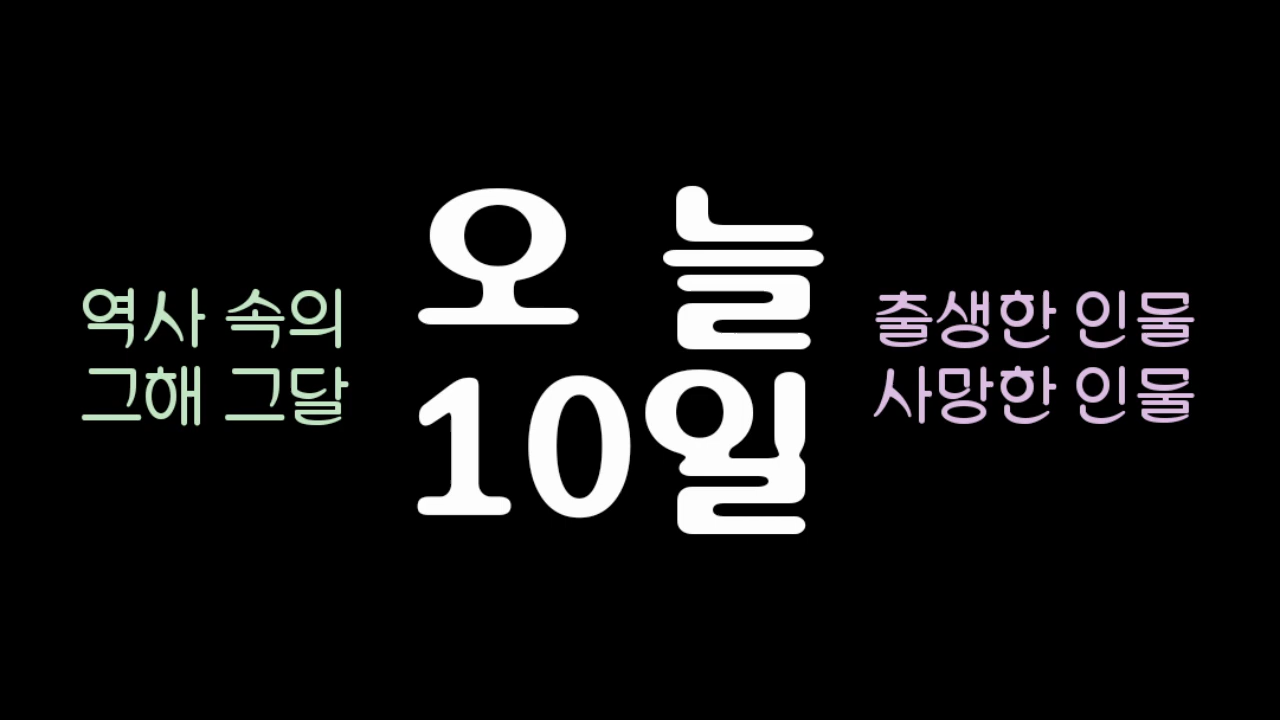 역사 속의
그해 그달
오 늘
10일
출생한 인물
사망한 인물